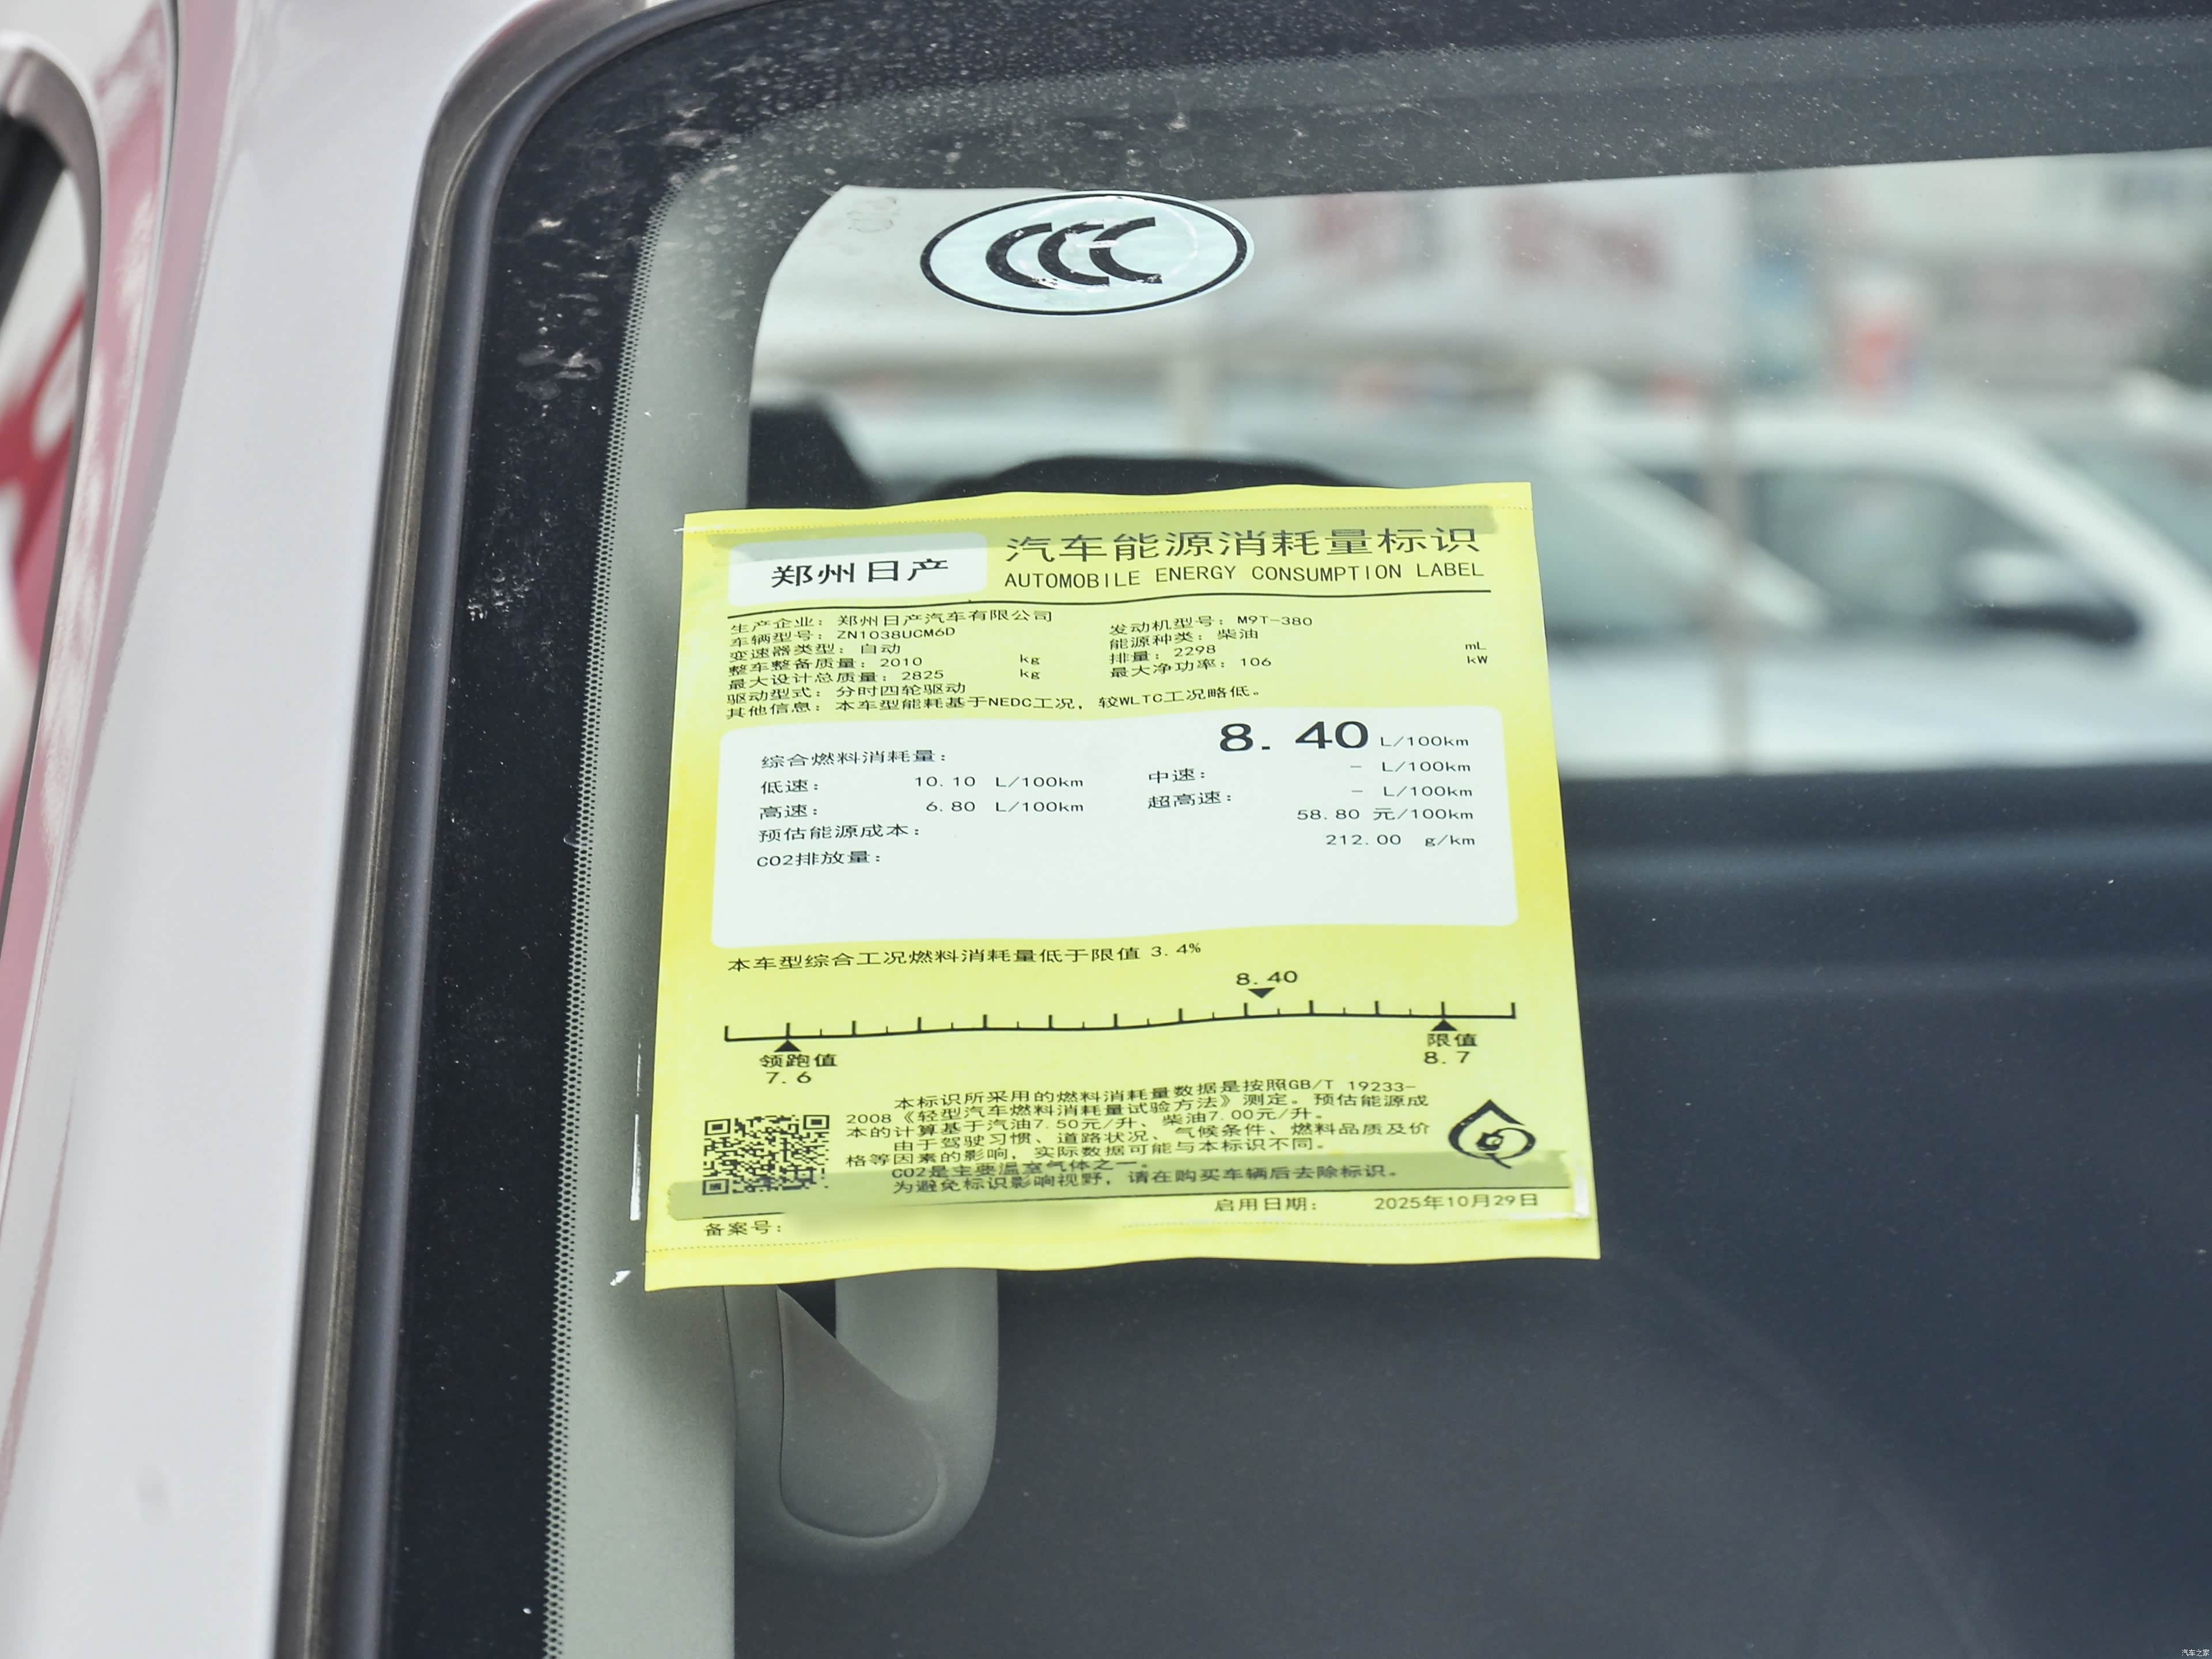 CCC
郑州日产
汽车能源消耗量标识
AUTOMOBILE ENERGY CONSUMPTION LABEL
生产企业：郑州日产汽车有限公司
车辆型号：ZN1038UCM6D
发动机型号：M9T-380
变速器类型：自动
能源种类：柴油
整车整备质量：2010 kg
排量：2298 mL
最大设计总质量：2825 kg
最大净功率：106 kW
驱动型式：分时四轮驱动
其他信息：本车型能耗基于NEDC工况，较WLTC工况略低。
综合燃料消耗量： 8.40 L/100km
低速： 10.10 L/100km 中速： - L/100km
高速： 6.80 L/100km 超高速： - L/100km
预估能源成本： 58.80 元/100km
CO2排放量： 212.00 g/km
本车型综合工况燃料消耗量低于限值 3.4%
8.40
领跑值
7.6
限值
8.7
本标识所采用的燃料消耗量数据是按照GB/T 19233-
2008《轻型汽车燃料消耗量试验方法》测定。预估能源成
本的计算基于汽油7.50元/升、柴油7.00元/升。
由于驾驶习惯、道路状况、气候条件、燃料品质及价
格等因素的影响，实际数据可能与本标识不同。
CO2是主要温室气体之一。
为避免标识影响视野，请在购买车辆后去除标识。
备案号： 启用日期： 2025年10月29日
汽车之家